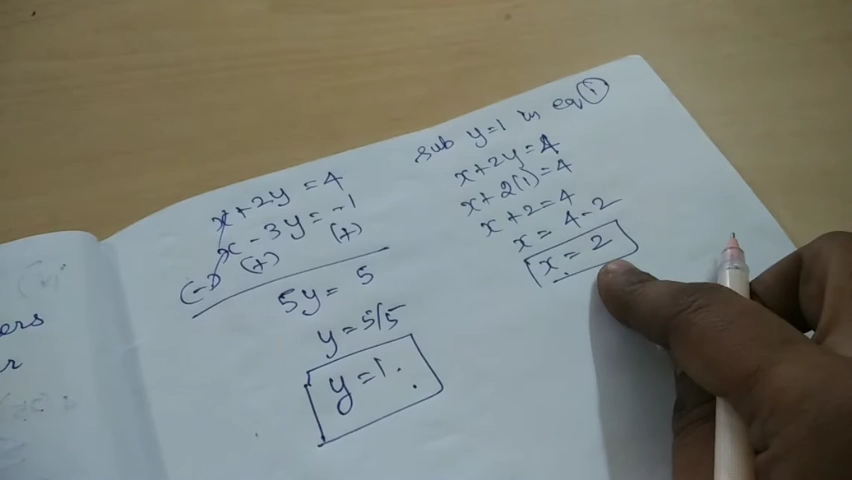 x+2y=4
x-3y=-1
(-) (+) (+)
5y= 5
y=5/5
y=1.
sub y=1 in eq (i)
x+2y=4
x+2(1)=4
x+2=4
x=4-2
x=2
ers
r